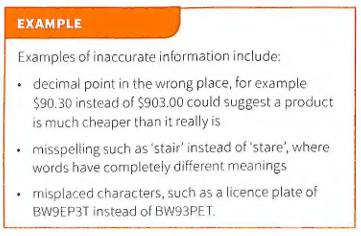 EXAMPLE
Examples of inaccurate information include:
• decimal point in the wrong place, for example
$90.30 instead of $903.00 could suggest a product
is much cheaper than it really is
• misspelling such as 'stair' instead of 'stare', where
words have completely different meanings
• misplaced characters, such as a licence plate of
BW9EP3T instead of BW93PET.